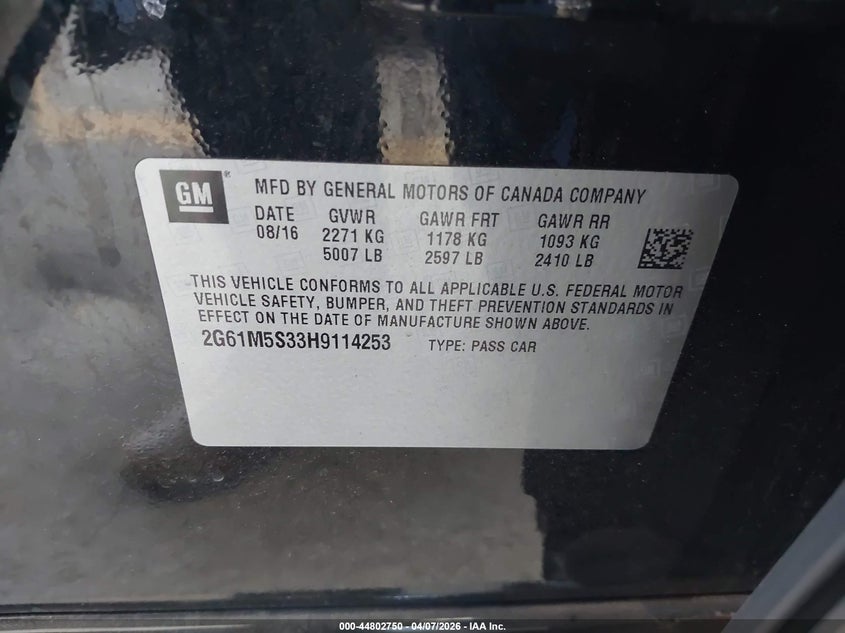 GM
MFD BY GENERAL MOTORS OF CANADA COMPANY
DATE GVWR GAWR FRT GAWR RR
08/16 2271 KG 1178 KG 1093 KG
5007 LB 2597 LB 2410 LB
THIS VEHICLE CONFORMS TO ALL APPLICABLE U.S. FEDERAL MOTOR
VEHICLE SAFETY, BUMPER, AND THEFT PREVENTION STANDARDS IN
EFFECT ON THE DATE OF MANUFACTURE SHOWN ABOVE.
2G61M5S33H9114253 TYPE: PASS CAR
000-44802750 - 04/07/2026 - IAA Inc.